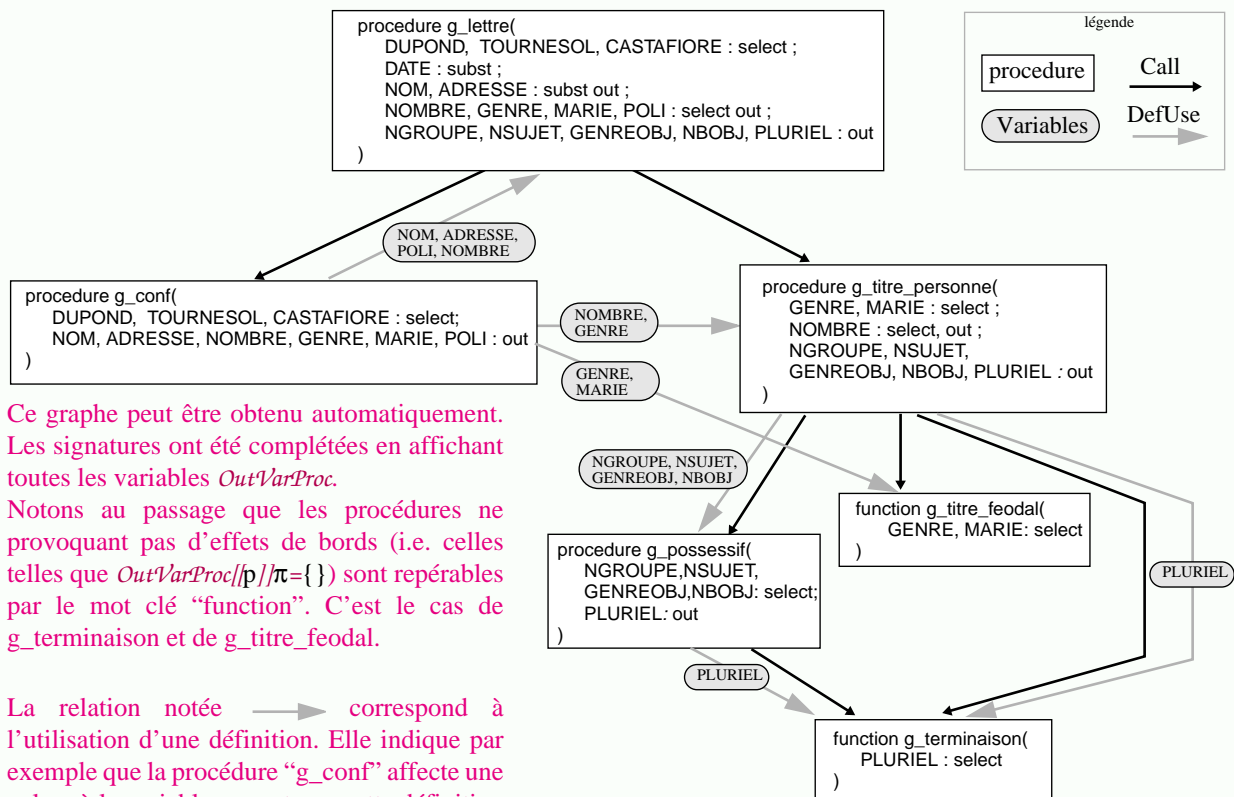 procedure g_lettre(
DUPOND, TOURNESOL, CASTAFIORE : select ;
DATE : subst ;
NOM, ADRESSE : subst out ;
NOMBRE, GENRE, MARIE, POLI : select out ;
NGROUPE, NSUJET, GENREOBJ, NBOBJ, PLURIEL : out
)
légende
procedure
Call
Variables
DefUse
NOM, ADRESSE,
POLI, NOMBRE
procedure g_conf(
DUPOND, TOURNESOL, CASTAFIORE : select;
NOM, ADRESSE, NOMBRE, GENRE, MARIE, POLI : out
)
NOMBRE,
GENRE
GENRE,
MARIE
procedure g_titre_personne(
GENRE, MARIE : select ;
NOMBRE : select, out ;
NGROUPE, NSUJET,
GENREOBJ, NBOBJ, PLURIEL : out
)
Ce graphe peut être obtenu automatiquement.
Les signatures ont été complétées en affichant
toutes les variables OutVarProc.
Notons au passage que les procédures ne
provoquant pas d'effets de bords (i.e. celles
telles que OutVarProc[[p]]π={}) sont repérables
par le mot clé “function”. C'est le cas de
g_terminaison et de g_titre_feodal.
NGROUPE, NSUJET,
GENREOBJ, NBOBJ
function g_titre_feodal(
GENRE, MARIE: select
)
procedure g_possessif(
NGROUPE,NSUJET,
GENREOBJ,NBOBJ: select;
PLURIEL: out
)
PLURIEL
PLURIEL
La relation notée correspond à
l'utilisation d'une définition. Elle indique par
exemple que la procédure “g_conf” affecte une
function g_terminaison(
PLURIEL : select
)